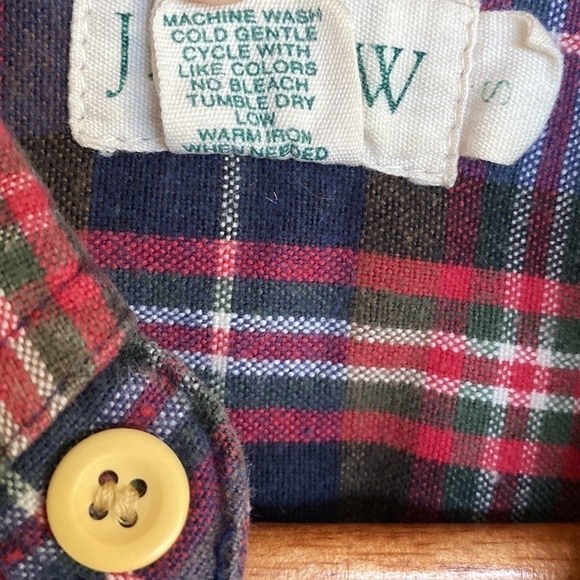 J. W
MACHINE WASH
COLD GENTLE
CYCLE WITH
LIKE COLORS
NO BLEACH
TUMBLE DRY
LOW
WARM IRON
WHEN NEEDED
S